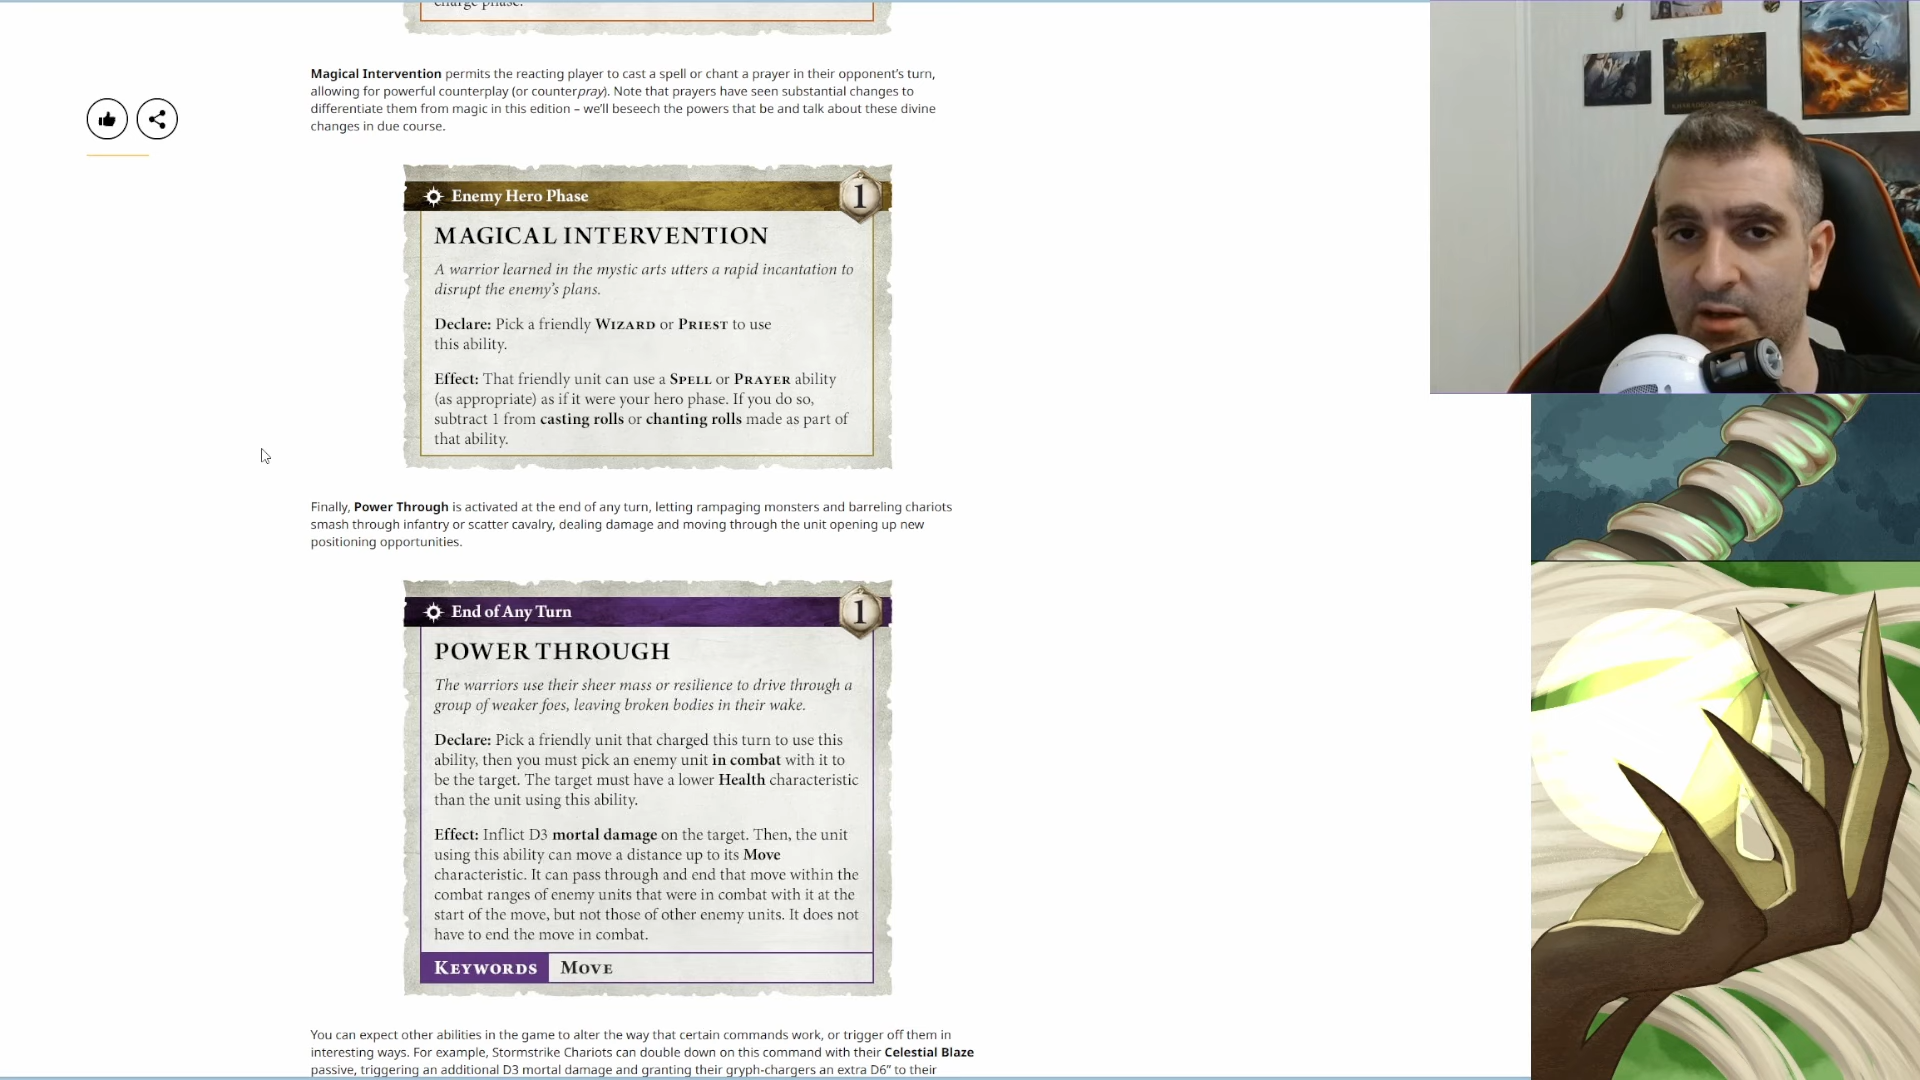 charge phase.
Magical Intervention permits the reacting player to cast a spell or chant a prayer in their opponent's turn,
allowing for powerful counterplay (or counterpray). Note that prayers have seen substantial changes to
differentiate them from magic in this edition – we'll beseech the powers that be and talk about these divine
changes in due course.
Enemy Hero Phase
1
MAGICAL INTERVENTION
A warrior learned in the mystic arts utters a rapid incantation to
disrupt the enemy's plans.
Declare: Pick a friendly WIZARD or PRIEST to use
this ability.
Effect: That friendly unit can use a SPELL or PRAYER ability
(as appropriate) as if it were your hero phase. If you do so,
subtract 1 from casting rolls or chanting rolls made as part of
that ability.
Finally, Power Through is activated at the end of any turn, letting rampaging monsters and barreling chariots
smash through infantry or scatter cavalry, dealing damage and moving through the unit opening up new
positioning opportunities.
End of Any Turn
1
POWER THROUGH
The warriors use their sheer mass or resilience to drive through a
group of weaker foes, leaving broken bodies in their wake.
Declare: Pick a friendly unit that charged this turn to use this
ability, then you must pick an enemy unit in combat with it to
be the target. The target must have a lower Health characteristic
than the unit using this ability.
Effect: Inflict D3 mortal damage on the target. Then, the unit
using this ability can move a distance up to its Move
characteristic. It can pass through and end that move within the
combat ranges of enemy units that were in combat with it at the
start of the move, but not those of other enemy units. It does not
have to end the move in combat.
KEYWORDS MOVE
You can expect other abilities in the game to alter the way that certain commands work, or trigger off them in
interesting ways. For example, Stormstrike Chariots can double down on this command with their Celestial Blaze
passive, triggering an additional D3 mortal damage and granting their gryph-chargers an extra D6" to their